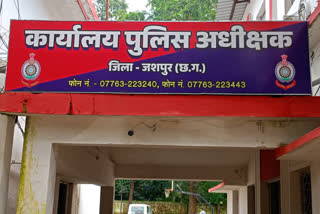 कार्यालय पुलिस अधीक्षक
जिला - जशपुर (छ.ग.)
फोन नं. - 07763-223240, फोन नं. 07763-223443